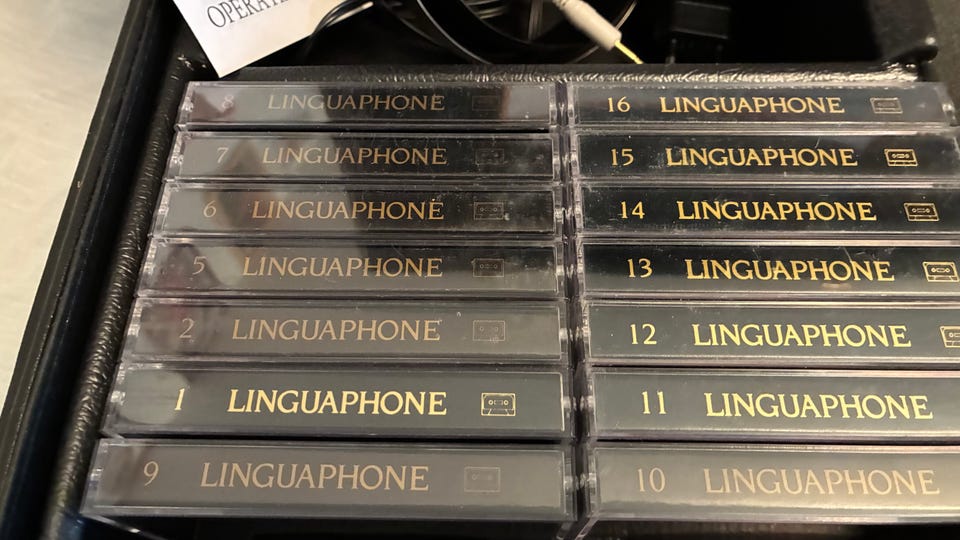 OPERAT
8 LINGUAPHONE
7 LINGUAPHONE
6 LINGUAPHONE
5 LINGUAPHONE
2 LINGUAPHONE
1 LINGUAPHONE
9 LINGUAPHONE
16 LINGUAPHONE
15 LINGUAPHONE
14 LINGUAPHONE
13 LINGUAPHONE
12 LINGUAPHONE
11 LINGUAPHONE
10 LINGUAPHONE